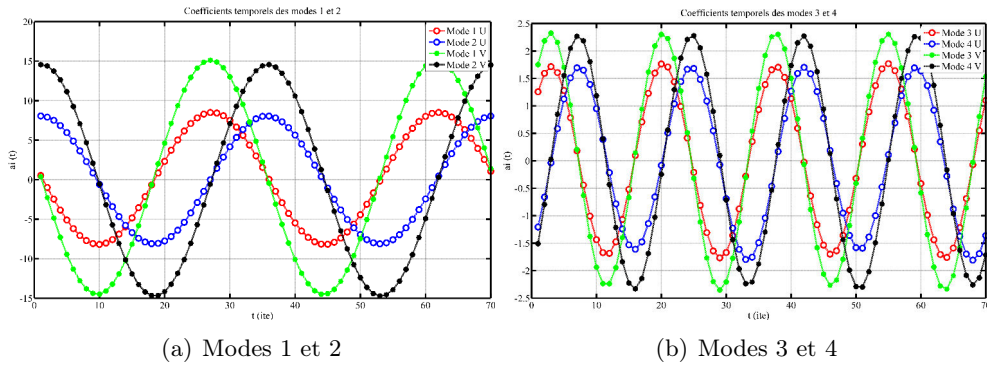 Coefficients temporels des modes 1 et 2
20
15
10
5
0
-5
-10
-15
ai (t)
0
10
20
30
40
50
60
70
t (ite)
Mode 1 U
Mode 2 U
Mode 1 V
Mode 2 V
(a) Modes 1 et 2
Coefficients temporels des modes 3 et 4
2.5
2
1.5
1
0.5
0
-0.5
-1
-1.5
-2
-2.5
ai (t)
0
10
20
30
40
50
60
70
t (ite)
Mode 3 U
Mode 4 U
Mode 3 V
Mode 4 V
(b) Modes 3 et 4